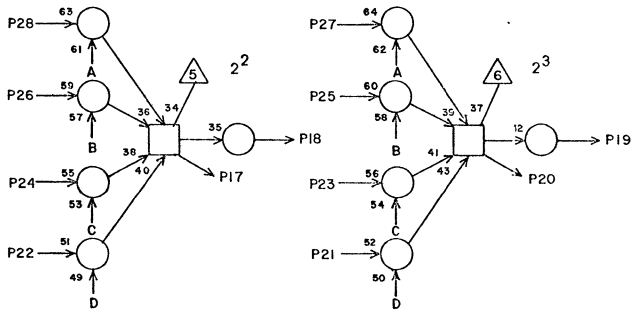 P28 63 61 A
P26 59 57 B
P24 55 53 C
P22 51 49 D
36 34 38 40
5 2²
35 P18
P17
P27 64 62 A
P25 60 58 B
P23 56 54 C
P21 52 50 D
39 37 41 43
6 2³
12 P19
P20